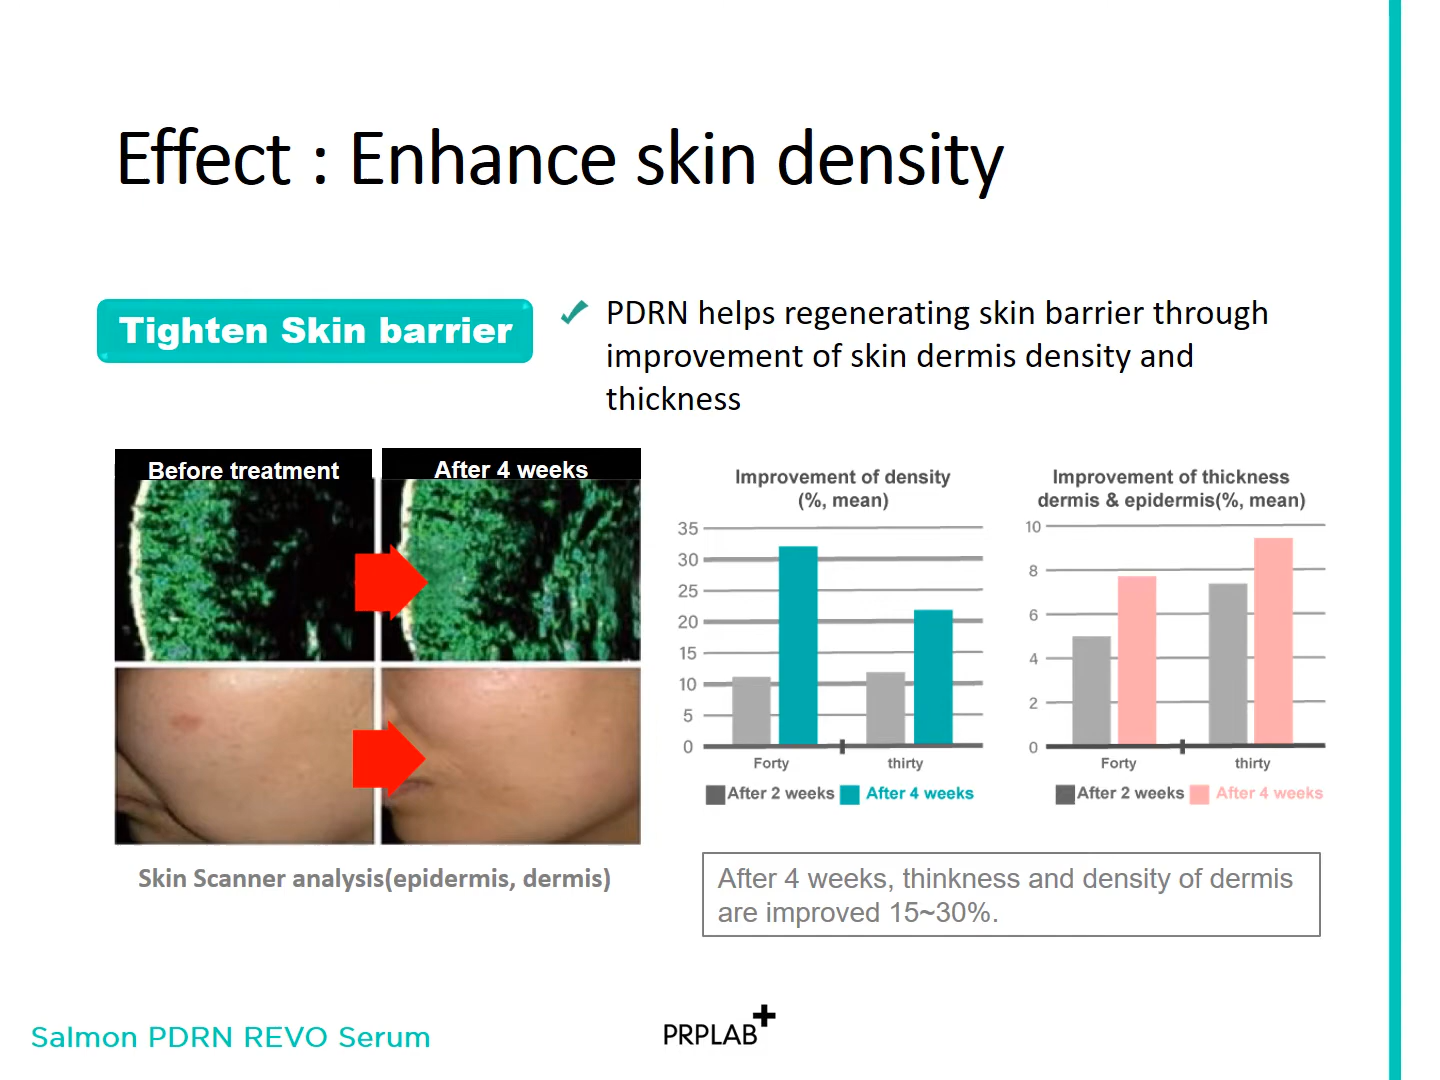 Effect : Enhance skin density
Tighten Skin barrier
PDRN helps regenerating skin barrier through
improvement of skin dermis density and
thickness
Before treatment
After 4 weeks
Skin Scanner analysis(epidermis, dermis)
Improvement of density
(%, mean)
35
30
25
20
15
10
5
0
Forty
thirty
After 2 weeks
After 4 weeks
Improvement of thickness
dermis & epidermis(%, mean)
10
8
6
4
2
0
Forty
thirty
After 2 weeks
After 4 weeks
After 4 weeks, thinkness and density of dermis
are improved 15~30%.
Salmon PDRN REVO Serum
PRPLAB+